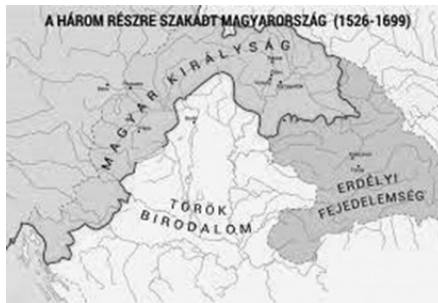 A HÁROM RÉSZRE SZAKADT MAGYARORSZÁG (1526-1699)
MAGYAR KIRÁLYSÁG
TÖRÖK
BIRODALOM
ERDÉLYI
FEJEDELEMSÉG